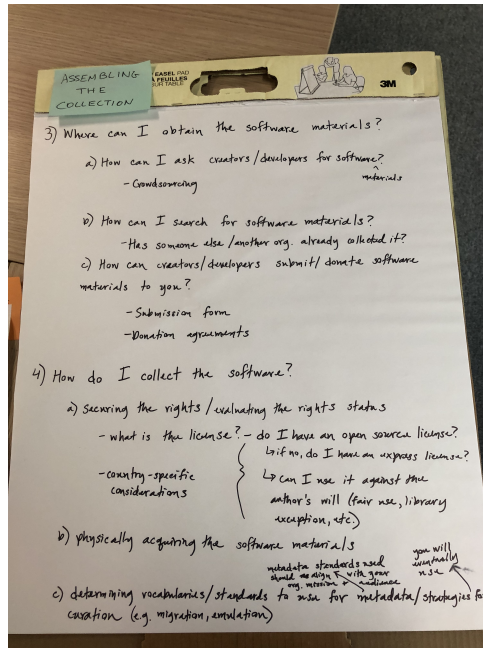 ASSEMBLING
THE
COLLECTION
EASEL PAD
FEUILLES
TABLE
3M
3) Where can I obtain the software materials?
a) How can I ask creators/developers for software?
^
materials
- Crowdsourcing
b) How can I search for software materials?
- Has someone else/another org. already collected it?
c) How can creators/developers submit/donate software
materials to you?
- Submission form
- Donation agreements
4) How do I collect the software?
a) Securing the rights/evaluating the rights status
- what is the license? - do I have an open source license?
↳ if no, do I have an express license?
- country-specific
considerations
↳ can I use it against the
author's will (fair use, library
exception, etc.)
b) physically acquiring the software materials
metadata standards used
should align with your
org. mission + audience
you will
eventually
use
c) determining vocabularies/standards to use for metadata/strategies fo
curation (e.g. migration, emulation)